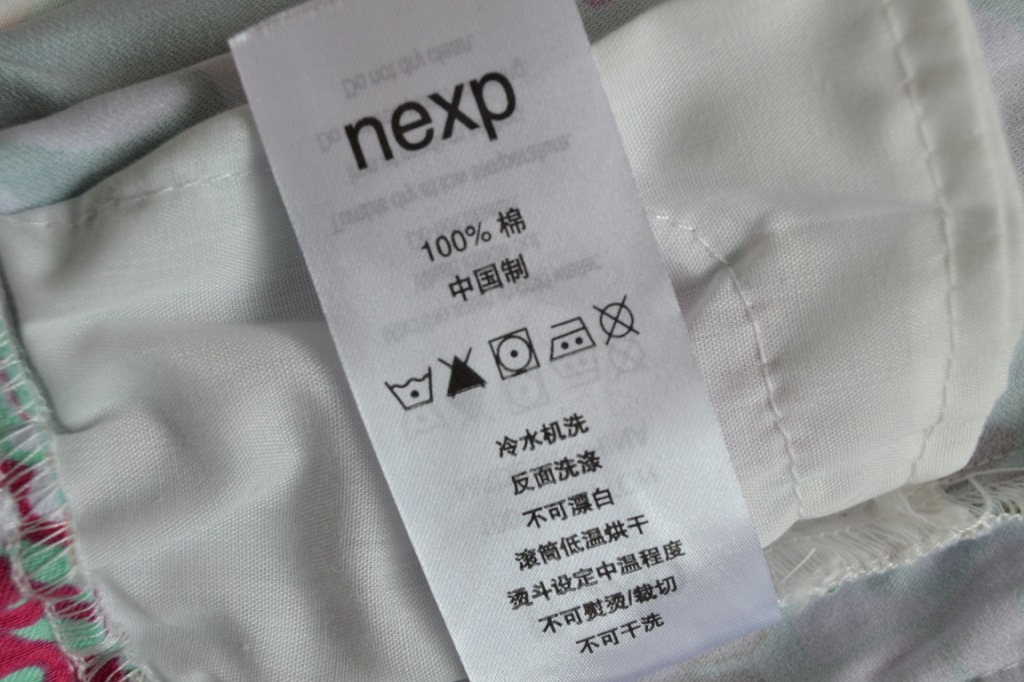 nexp
100% 棉
中国制
冷水机洗
反面洗涤
不可漂白
滚筒低温烘干
烫斗设定中温程度
不可熨烫/裁切
不可干洗